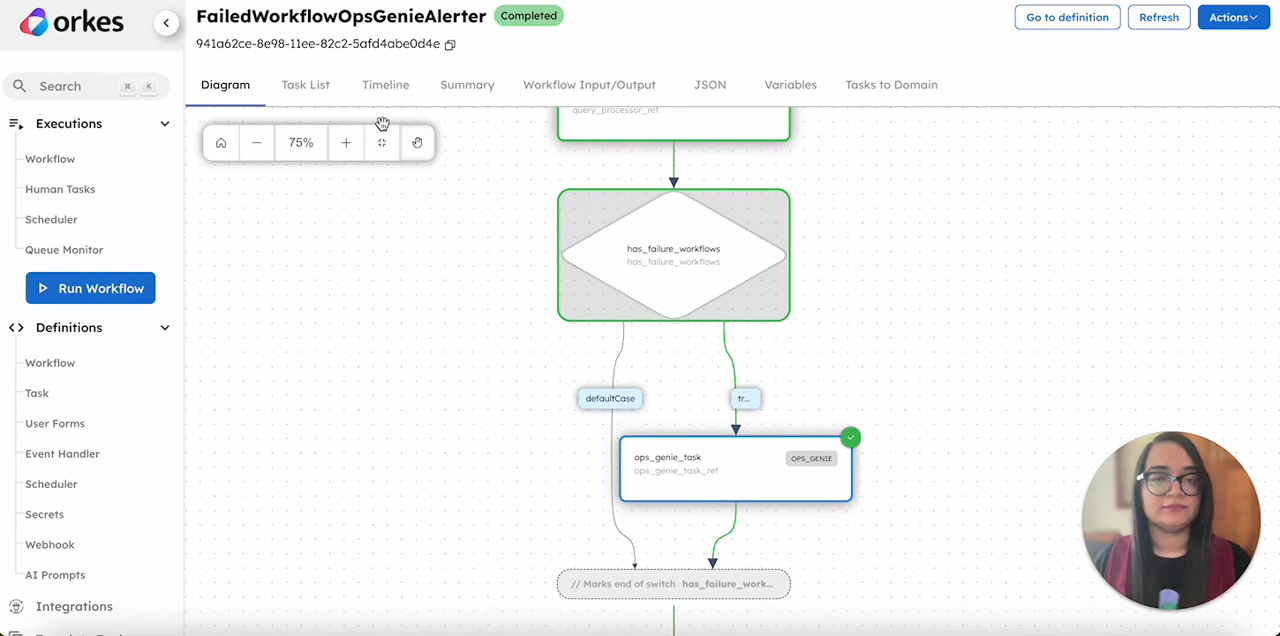 orkes
FailedWorkflowOpsGenieAlerter
Completed
Go to definition
Refresh
Actions
941a62ce-8e98-11ee-82c2-5afd4abe0d4e
Search
⌘ K
Diagram
Task List
Timeline
Summary
Workflow Input/Output
JSON
Variables
Tasks to Domain
Executions
Workflow
Human Tasks
Scheduler
Queue Monitor
Run Workflow
Definitions
Workflow
Task
User Forms
Event Handler
Scheduler
Secrets
Webhook
AI Prompts
Integrations
75%
query_processor_ref
has_failure_workflows
has_failure_workflows
defaultCase
tr...
ops_genie_task
OPS_GENIE
ops_genie_task_ref
// Marks end of switch has_failure_work...